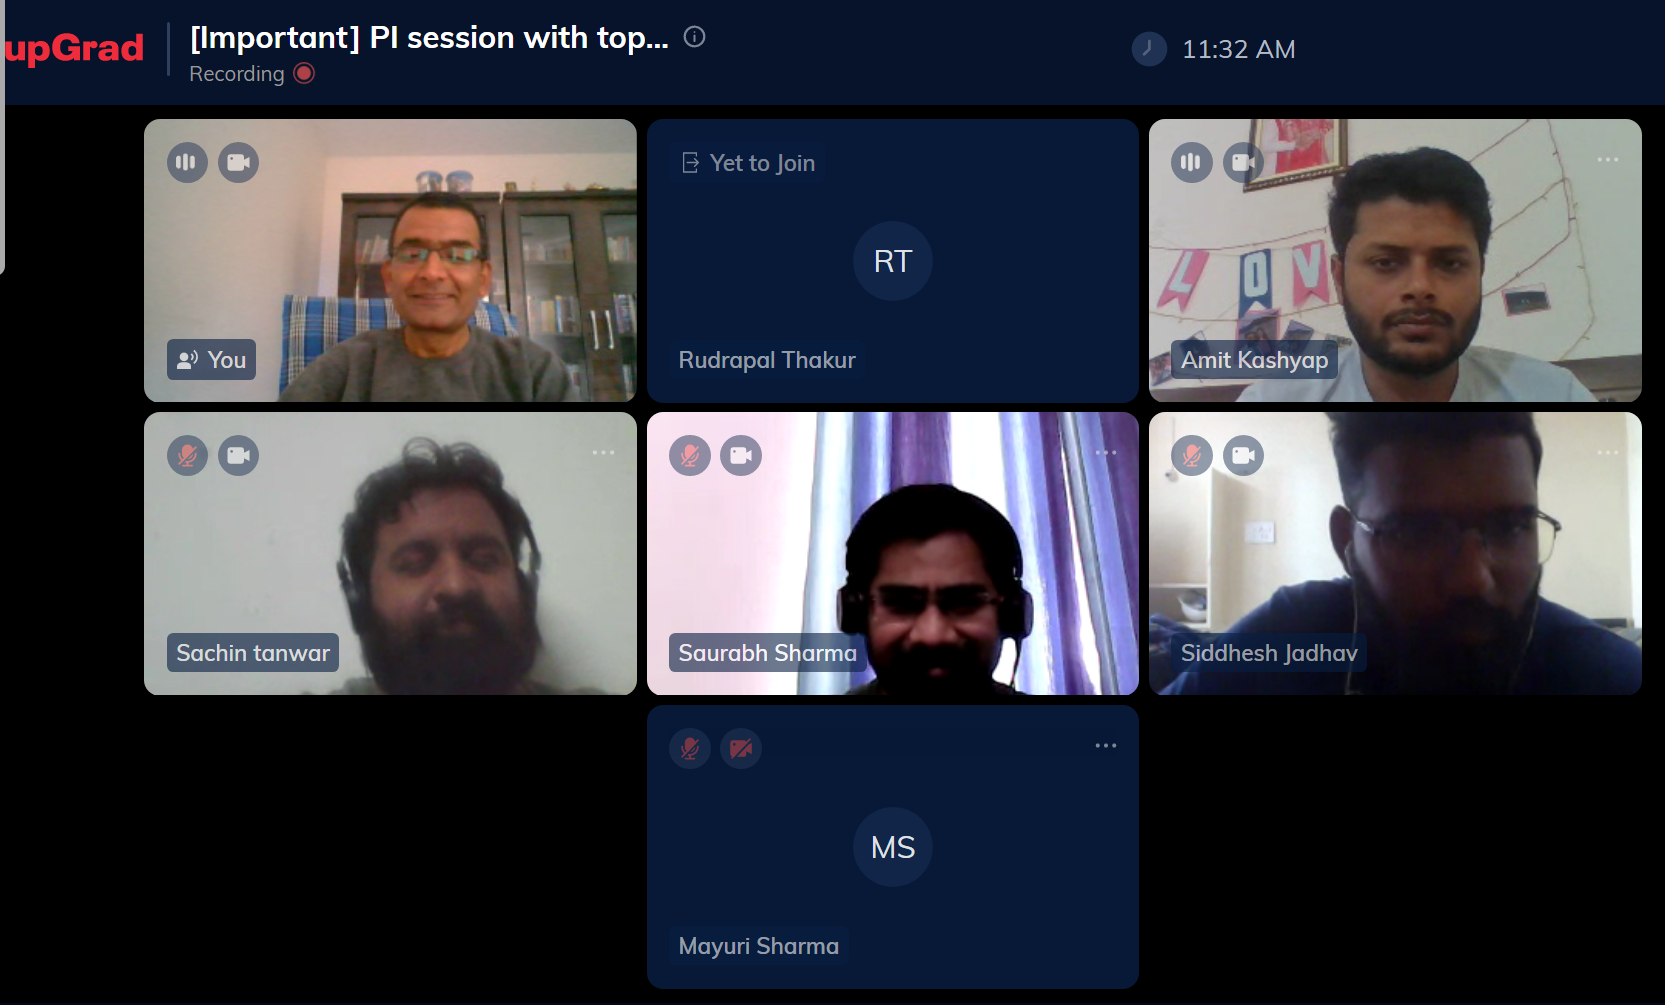 upGrad
[Important] PI session with top...
Recording
11:32 AM
You
Yet to Join
RT
Rudrapal Thakur
L O V
Amit Kashyap
Sachin tanwar
Saurabh Sharma
Siddhesh Jadhav
MS
Mayuri Sharma